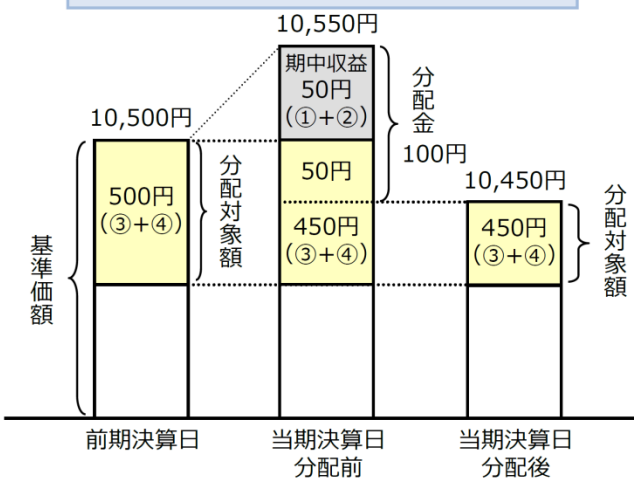 10,550円
期中収益
50円
(①+②)
分配金
100円
10,500円
500円
(③+④)
分配対象額
50円
450円
(③+④)
10,450円
450円
(③+④)
分配対象額
基準価額
前期決算日
当期決算日
分配前
当期決算日
分配後